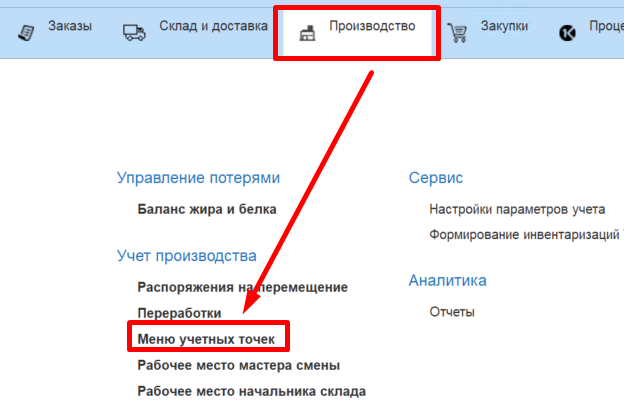 Заказы
Склад и доставка
Производство
Закупки
Управление потерями
Баланс жира и белка
Учет производства
Распоряжения на перемещение
Переработки
Меню учетных точек
Рабочее место мастера смены
Рабочее место начальника склада
Сервис
Настройки параметров учета
Формирование инвентаризаций
Аналитика
Отчеты